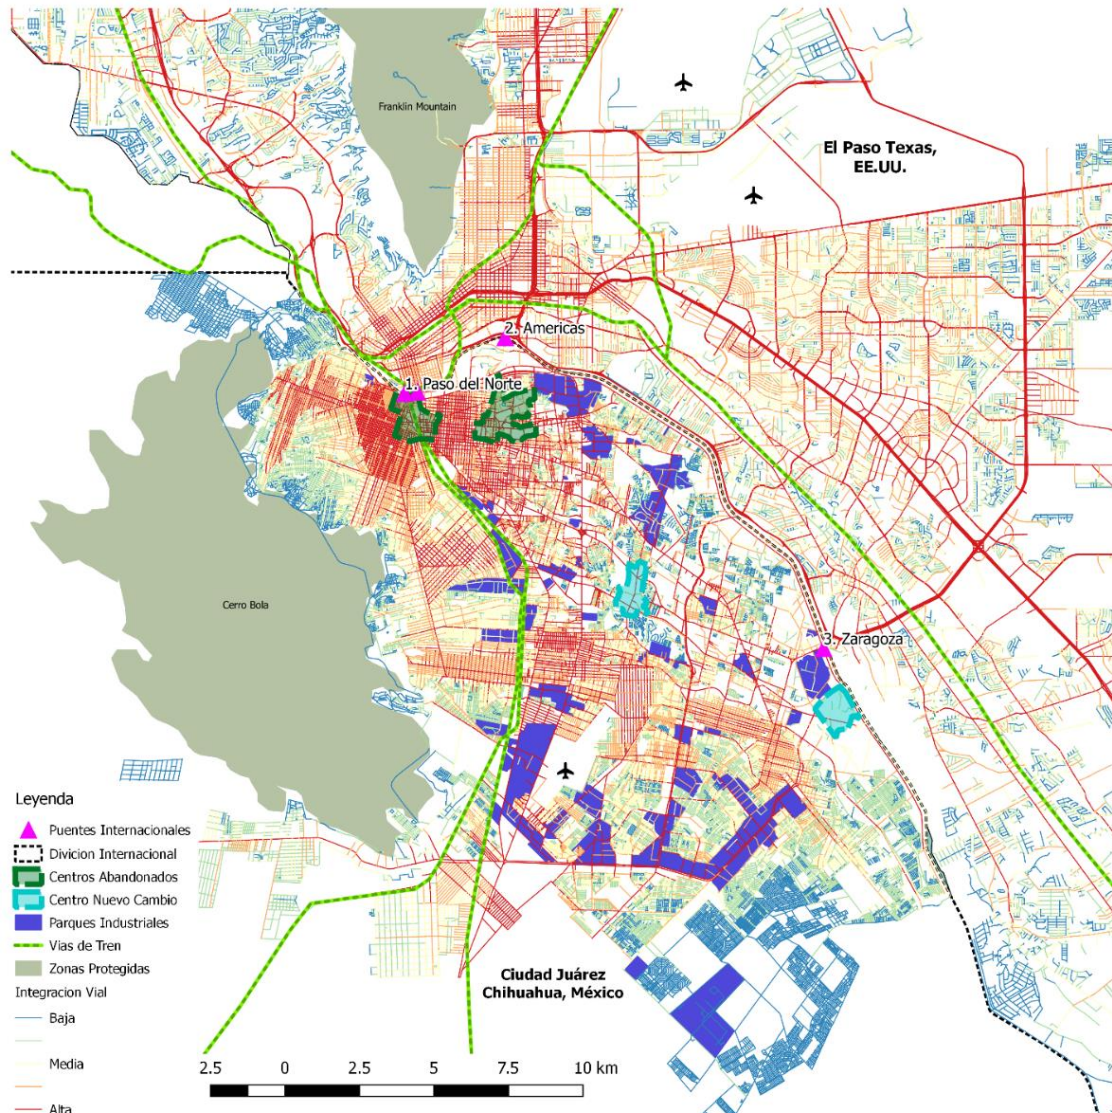 Franklin Mountain
El Paso Texas,
EE.UU.
2. Americas
1. Paso del Norte
Cerro Bola
3. Zaragoza
Leyenda
Puentes Internacionales
Division Internacional
Centros Abandonados
Centro Nuevo Cambio
Parques Industriales
Vias de Tren
Zonas Protegidas
Integracion Vial
Baja
Media
Alta
Ciudad Juárez
Chihuahua, México
2.5 0 2.5 5 7.5 10 km